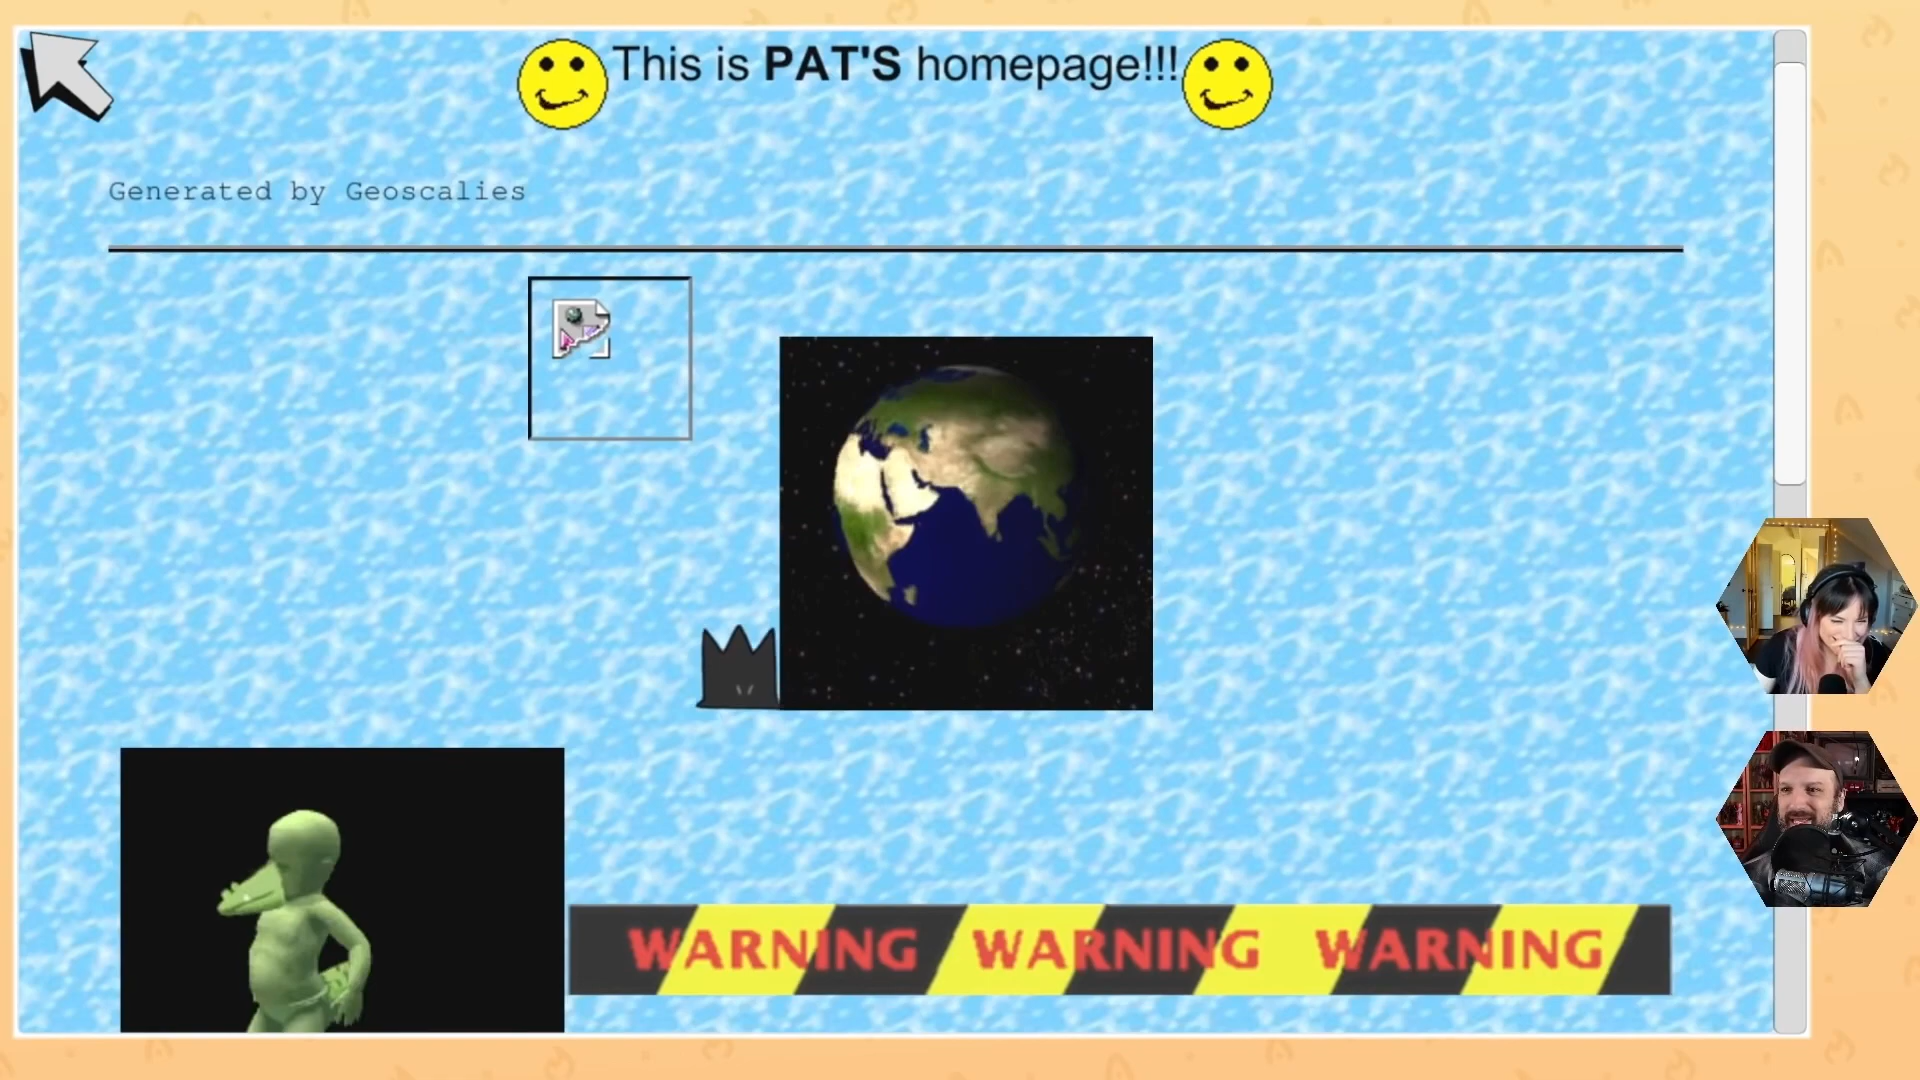 This is PAT'S homepage!!!
Generated by Geoscalies
WARNING WARNING WARNING